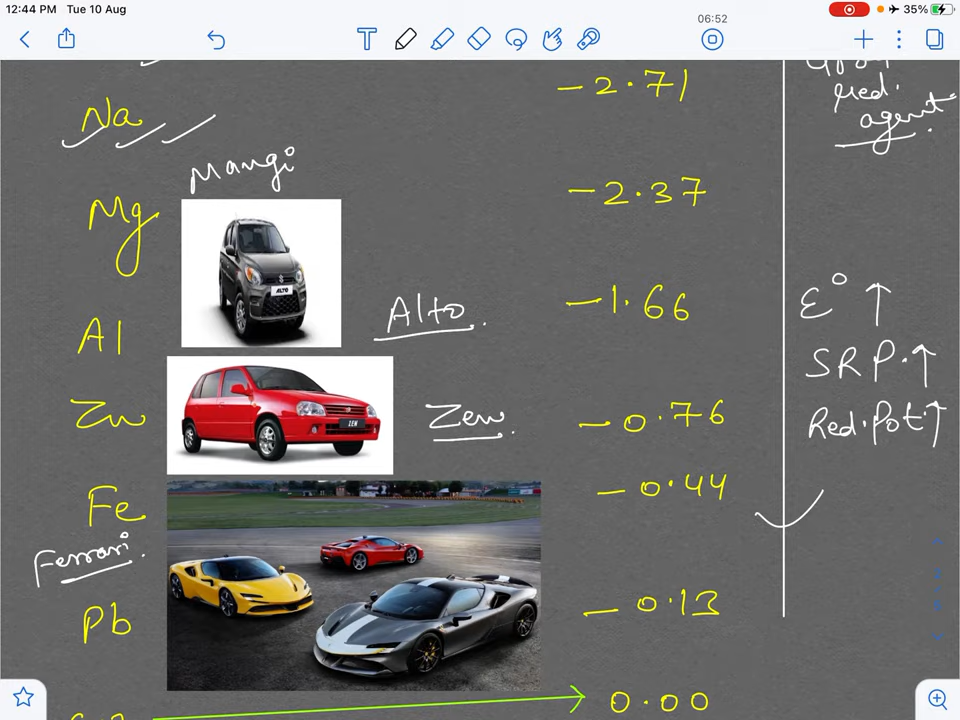 12:44 PM Tue 10 Aug
35%
06:52
T
Na
-2.71
Red.
agent.
Mangi
Mg
-2.37
ALTO
Alto.
-1.66
Al
E° ↑
SRP.↑
Red.Pot.↑
Zn
ZEN
Zen.
-0.76
Fe
-0.44
Ferrari.
Pb
-0.13
0.00